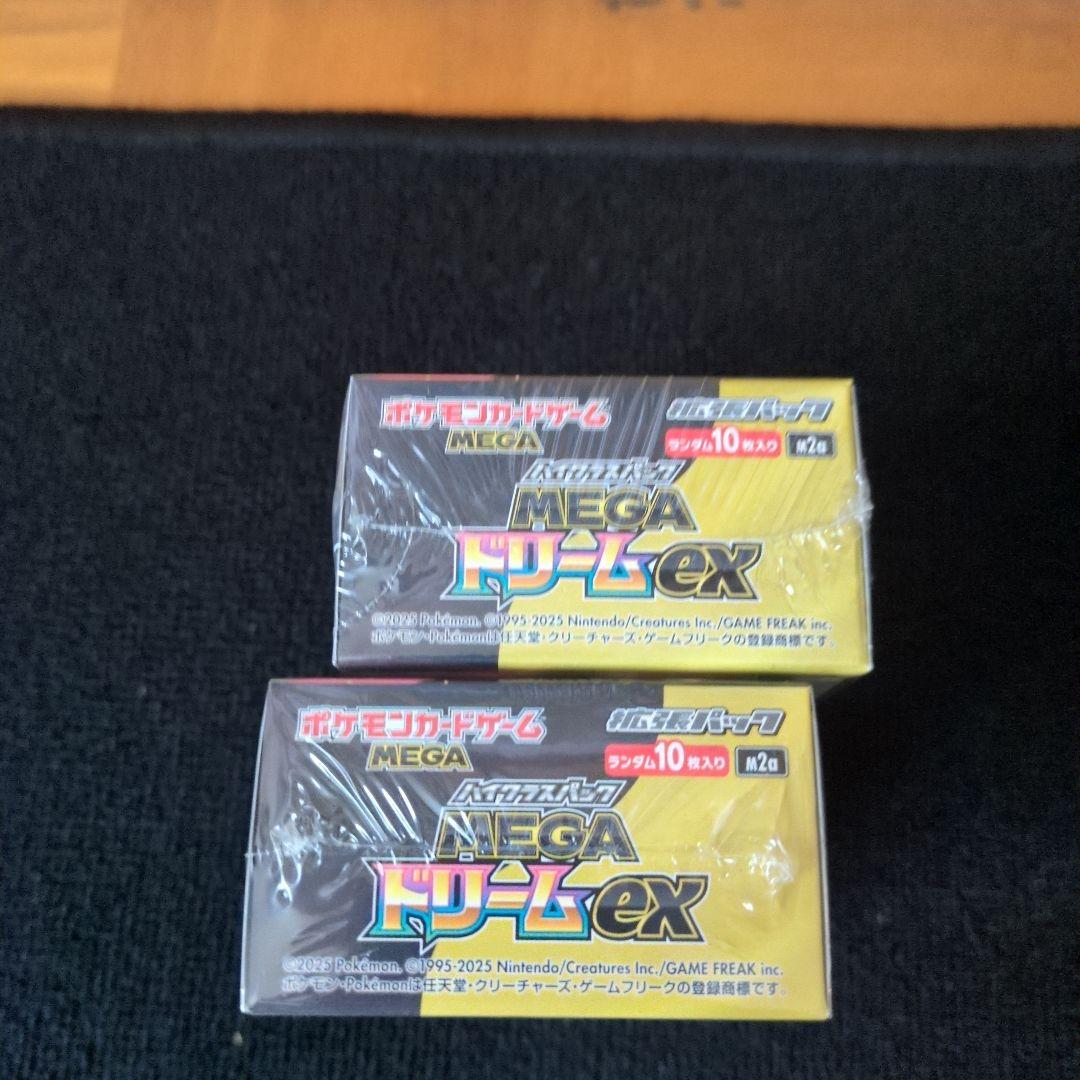 ポケモンカードゲーム
MEGA
拡張パック
ランダム10枚入り M2a
ハイクラスパック
MEGA
ドリームex
©2025 Pokémon. ©1995-2025 Nintendo/Creatures Inc./GAME FREAK inc.
ポケモン・Pokémonは任天堂・クリーチャーズ・ゲームフリークの登録商標です。
ポケモンカードゲーム
MEGA
拡張パック
ランダム10枚入り M2a
ハイクラスパック
MEGA
ドリームex
©2025 Pokémon. ©1995-2025 Nintendo/Creatures Inc./GAME FREAK inc.
ポケモン・Pokémonは任天堂・クリーチャーズ・ゲームフリークの登録商標です。